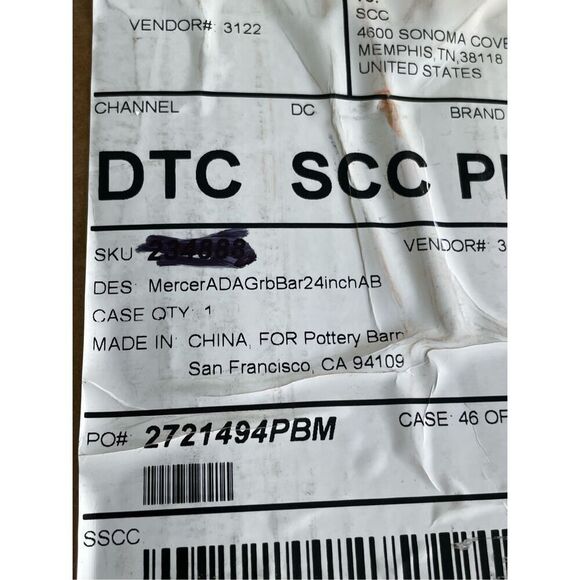 SCC
VENDOR#: 3122
4600 SONOMA COVE
MEMPHIS,TN,38118
UNITED STATES
CHANNEL DC BRAND
DTC SCC
SKU
VENDOR#: 3
DES: MercerADAGrbBar24inchAB
CASE QTY: 1
MADE IN: CHINA, FOR Pottery Barn
San Francisco, CA 94109
PO#: 2721494PBM
CASE: 46 OF
SSCC